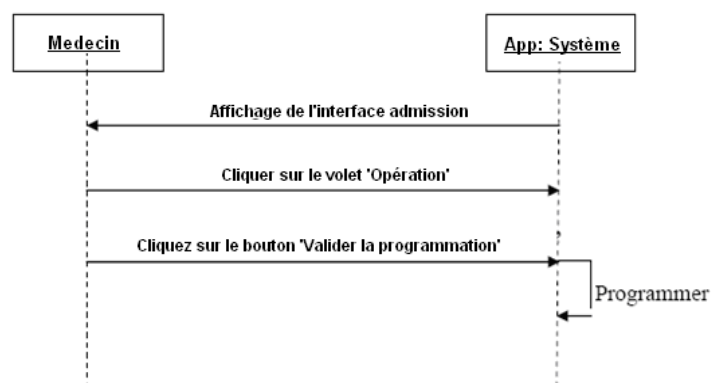 Medecin
App: Système
Affichage de l'interface admission
Cliquer sur le volet 'Opération'
Cliquez sur le bouton 'Valider la programmation'
Programmer